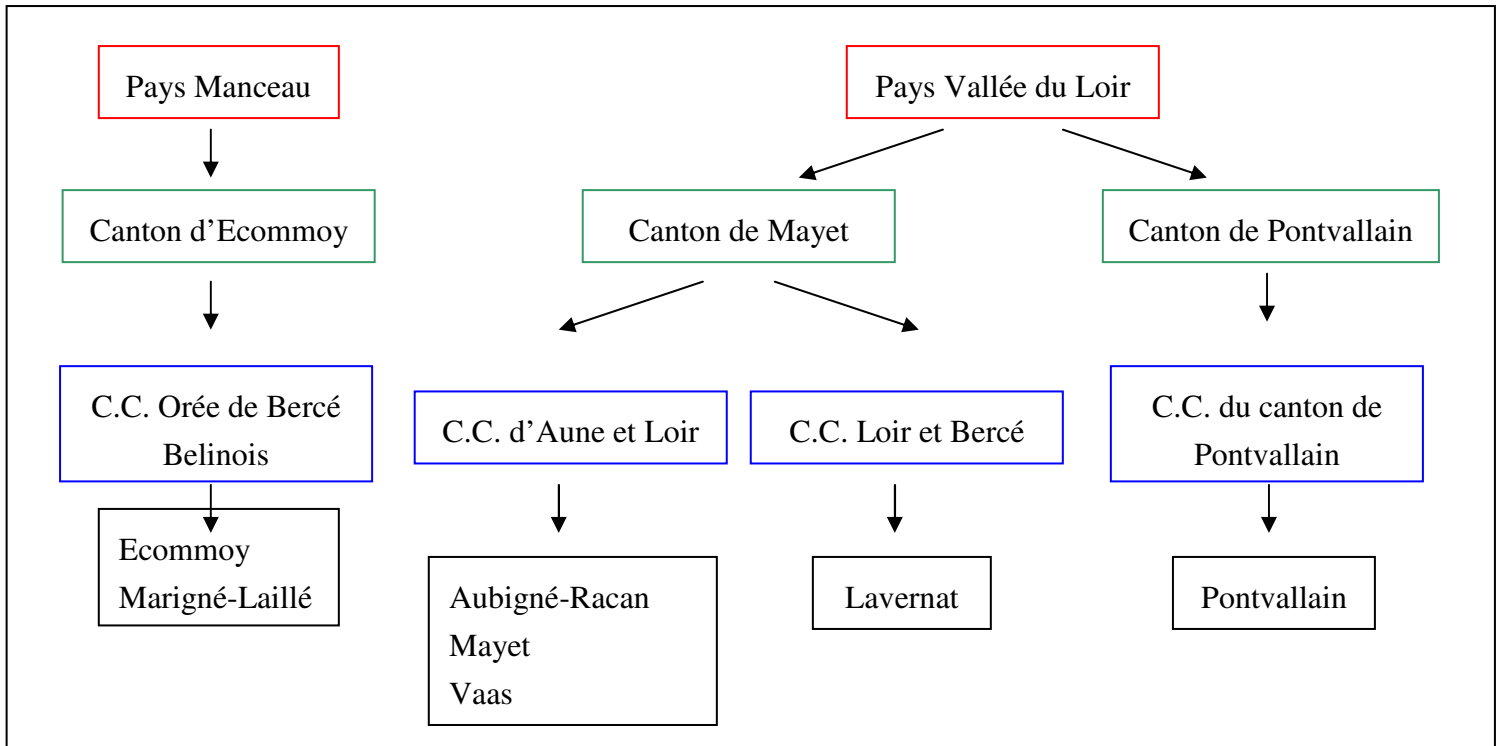 Pays Manceau
Pays Vallée du Loir
Canton d’Ecommoy
Canton de Mayet
Canton de Pontvallain
C.C. Orée de Bercé
Belinois
C.C. d’Aune et Loir
C.C. Loir et Bercé
C.C. du canton de
Pontvallain
Ecommoy
Marigné-Laillé
Aubigné-Racan
Mayet
Vaas
Lavernat
Pontvallain